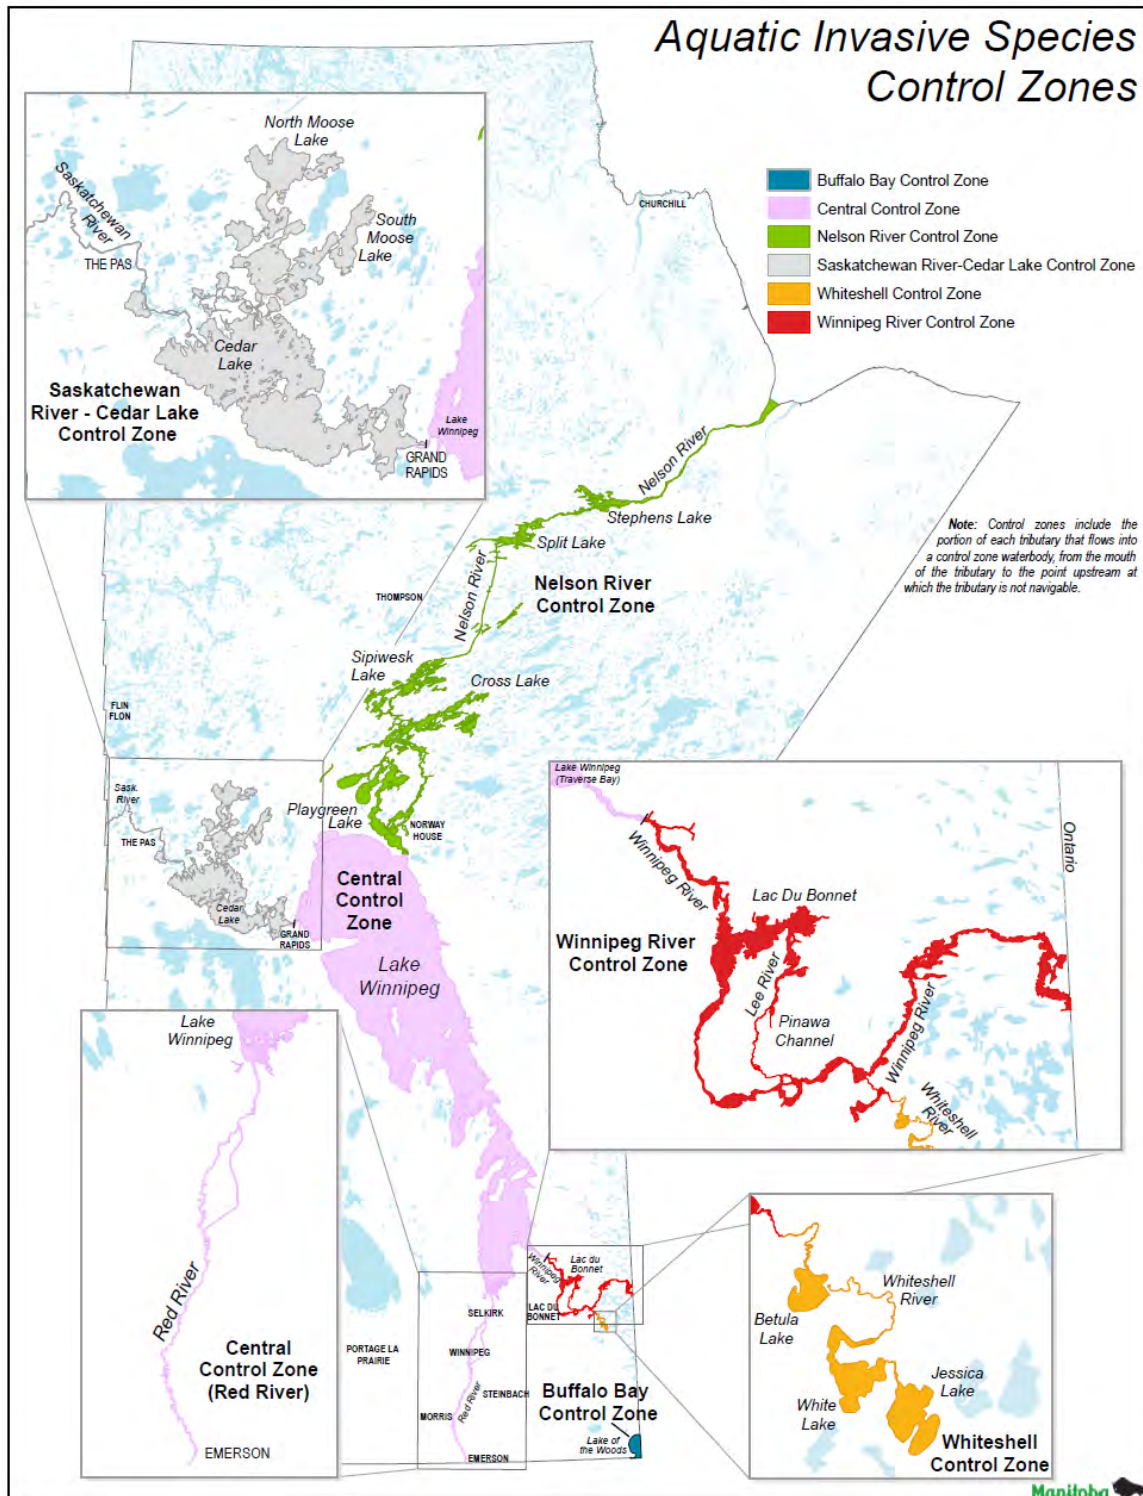 Aquatic Invasive Species
Control Zones
Buffalo Bay Control Zone
Central Control Zone
Nelson River Control Zone
Saskatchewan River-Cedar Lake Control Zone
Whiteshell Control Zone
Winnipeg River Control Zone
North Moose
Lake
Saskatchewan
River
South
Moose
Lake
THE PAS
Cedar
Lake
Saskatchewan
River - Cedar Lake
Control Zone
Lake
Winnipeg
GRAND
RAPIDS
CHURCHILL
Nelson River
Stephens Lake
Split Lake
Note: Control zones include the
portion of each tributary that flows into
a control zone waterbody, from the mouth
of the tributary to the point upstream at
which the tributary is not navigable.
Nelson River
Nelson River
Control Zone
THOMPSON
Sipiwesk
Lake
Cross Lake
FLIN
FLON
Sask.
River
THE PAS
Cedar
Lake
GRAND
RAPIDS
Playgreen
Lake
NORWAY
HOUSE
Central
Control
Zone
Lake
Winnipeg
Lake Winnipeg
(Traverse Bay)
Winnipeg River
Ontario
Lac Du Bonnet
Winnipeg River
Control Zone
Lee River
Pinawa
Channel
Winnipeg River
Whiteshell
River
Lake
Winnipeg
Red River
Central
Control Zone
(Red River)
EMERSON
PORTAGE LA
PRAIRIE
SELKIRK
WINNIPEG
STEINBACH
MORRIS
Red River
EMERSON
Winnipeg
River
Lac du
Bonnet
LAC DU
BONNET
Buffalo Bay
Control Zone
Lake of
the Woods
Whiteshell
River
Betula
Lake
Jessica
Lake
White
Lake
Whiteshell
Control Zone
Manitoba